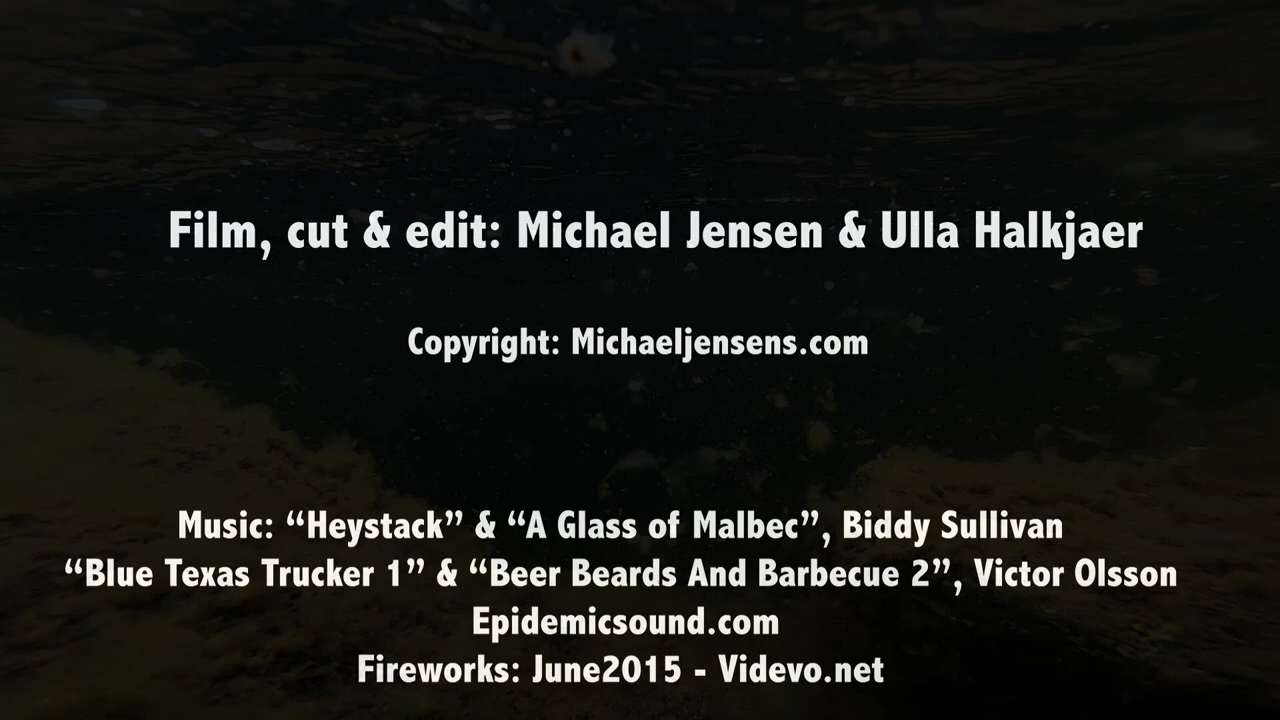 Film, cut & edit: Michael Jensen & Ulla Halkjaer
Copyright: Michaeljensens.com
Music: “Heystack” & “A Glass of Malbec”, Biddy Sullivan
“Blue Texas Trucker 1” & “Beer Beards And Barbecue 2”, Victor Olsson
Epidemicsound.com
Fireworks: June2015 - Videvo.net